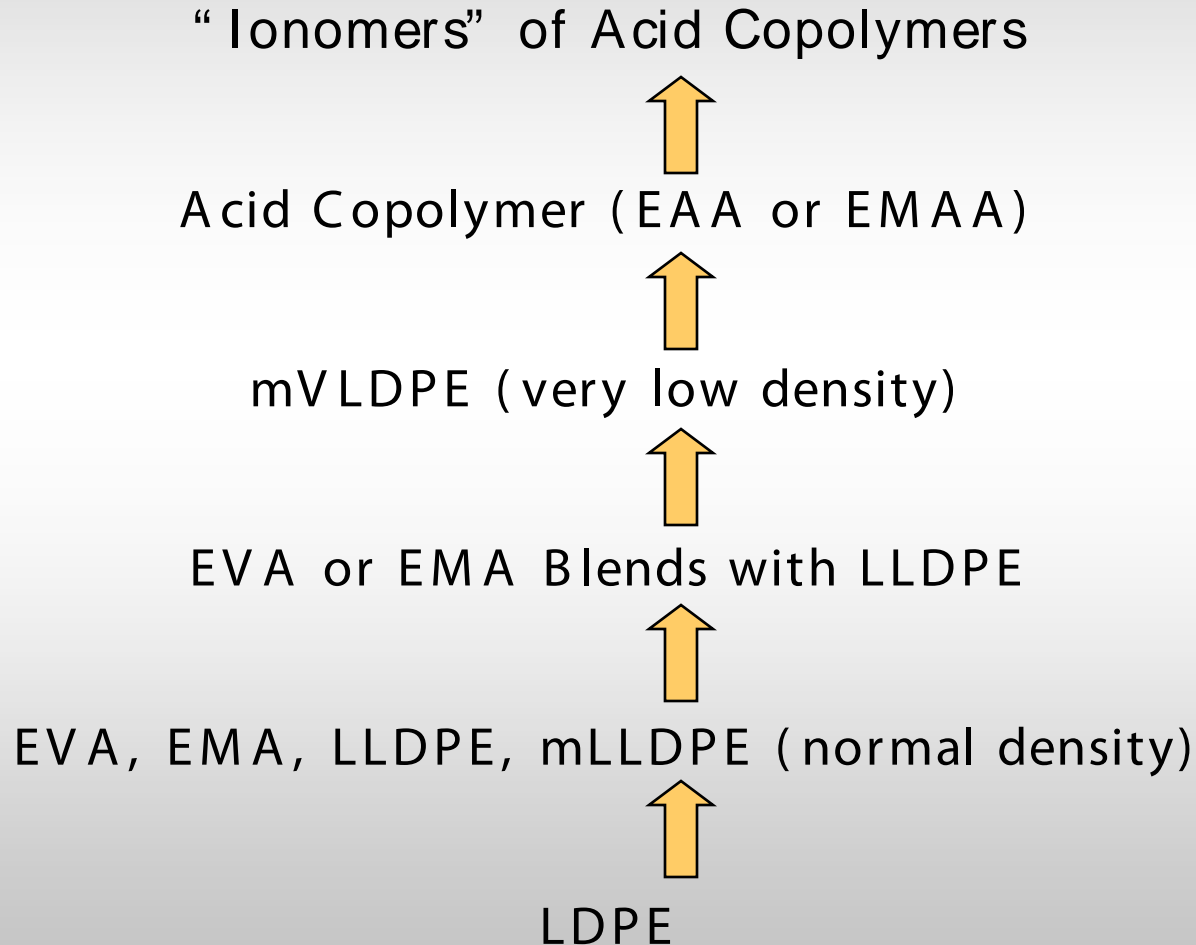 “Ionomers” of Acid Copolymers
Acid Copolymer (EAA or EMAA)
mVLDPE (very low density)
EVA or EMA Blends with LLDPE
EVA, EMA, LLDPE, mLLDPE (normal density)
LDPE